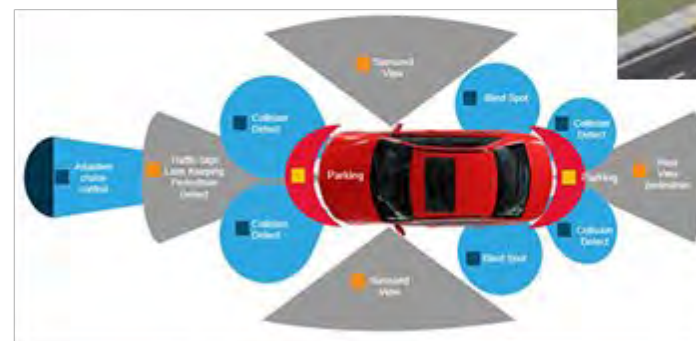 Surround
View
Collision
Detect
Blind Spot
Collision
Detect
Adaptive
cruise
control
Traffic sign
Lane Keeping
Pedestrian
Detect
Parking
Parking
Rear
View
pedestrian
Collision
Detect
Blind Spot
Collision
Detect
Surround
View